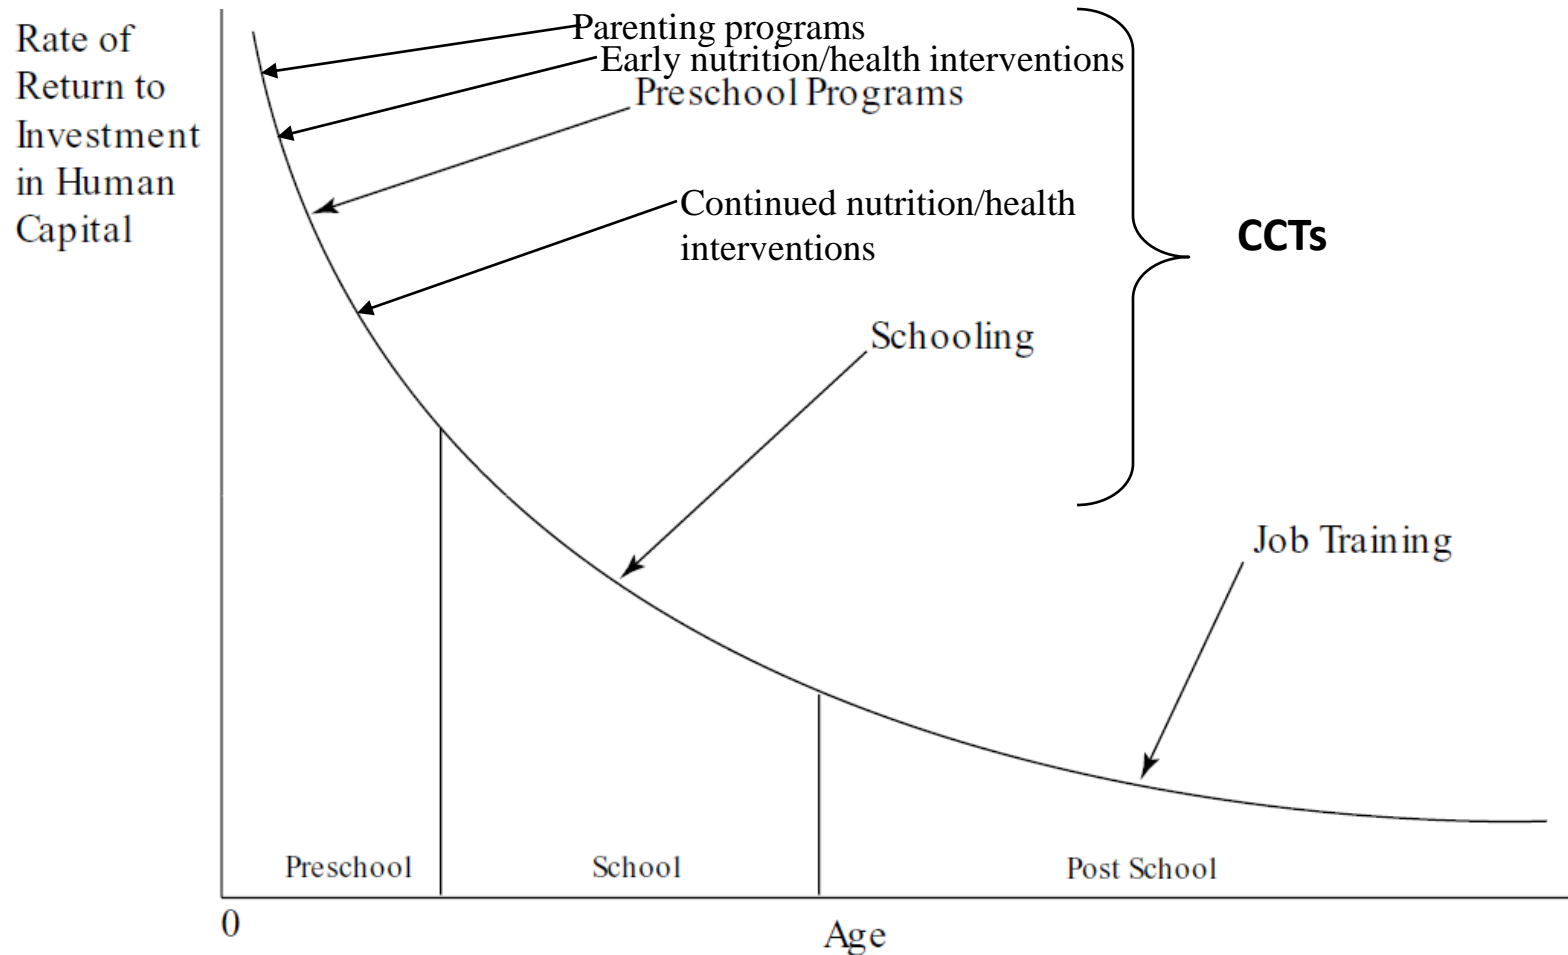 Rate of
Return to
Investment
in Human
Capital
Parenting programs
Early nutrition/health interventions
Preschool Programs
Continued nutrition/health
interventions
CCTs
Schooling
Job Training
Preschool
School
Post School
0
Age